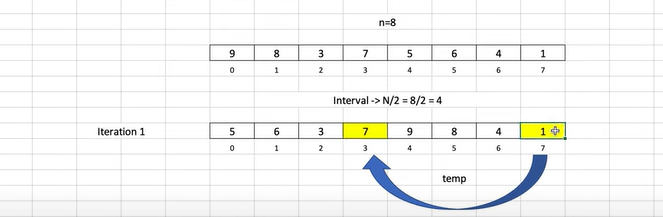 n=8
9 8 3 7 5 6 4 1
0 1 2 3 4 5 6 7
Interval -> N/2 = 8/2 = 4
Iteration 1 5 6 3 7 9 8 4 1
0 1 2 3 4 5 6 7
temp